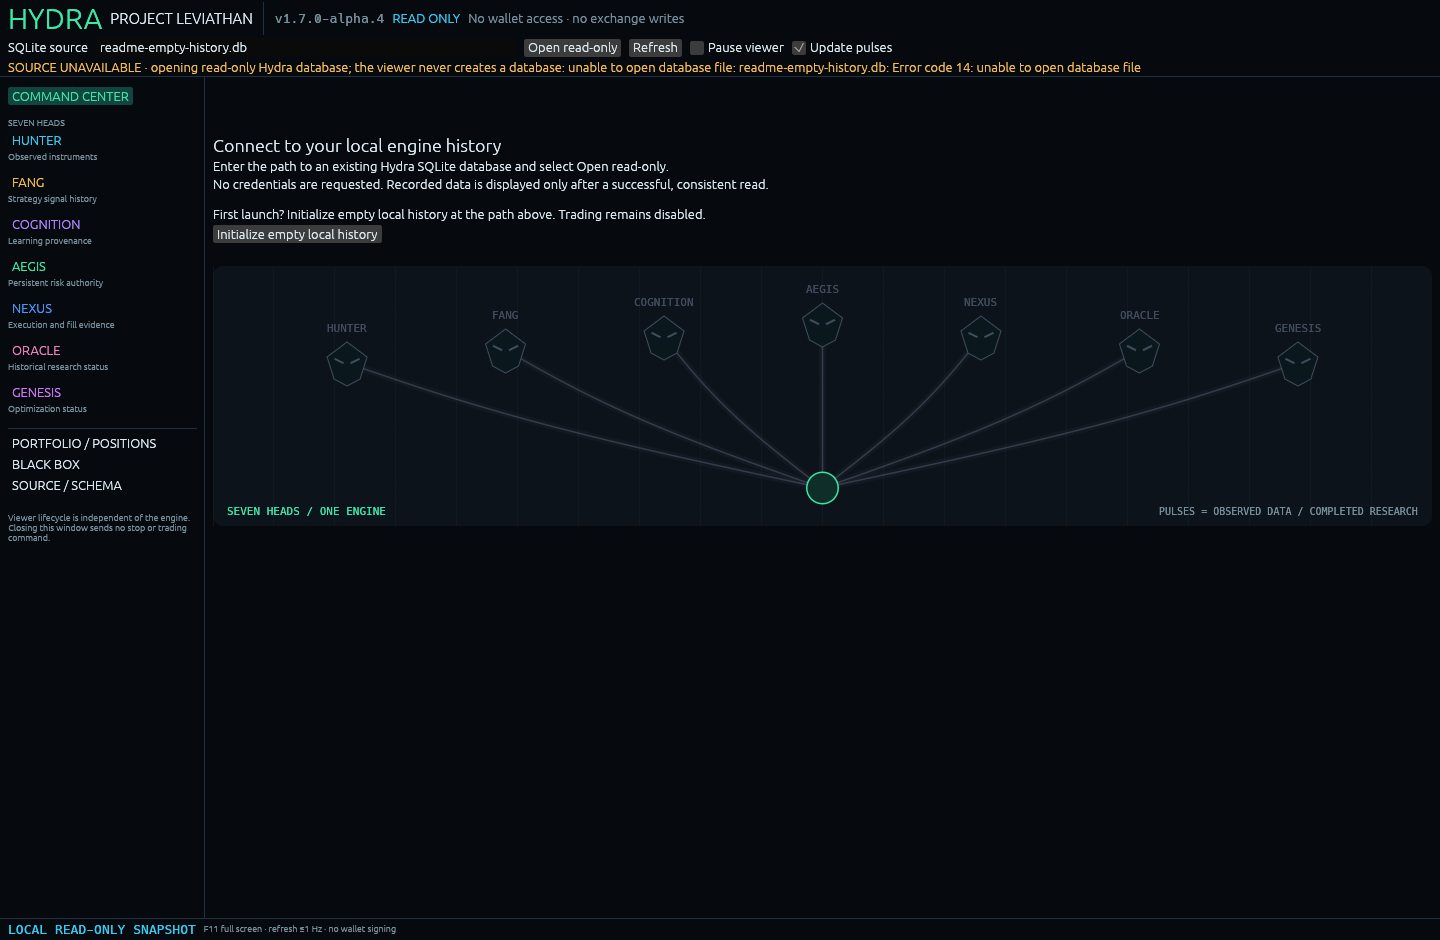 HYDRA PROJECT LEVIATHAN v1.7.0-alpha.4 READ ONLY No wallet access · no exchange writes
SQLite source readme-empty-history.db Open read-only Refresh Pause viewer Update pulses
SOURCE UNAVAILABLE · opening read-only Hydra database; the viewer never creates a database: unable to open database file: readme-empty-history.db: Error code 14: unable to open database file
COMMAND CENTER
SEVEN HEADS
HUNTER
Observed instruments
FANG
Strategy signal history
COGNITION
Learning provenance
AEGIS
Persistent risk authority
NEXUS
Execution and fill evidence
ORACLE
Historical research status
GENESIS
Optimization status
PORTFOLIO / POSITIONS
BLACK BOX
SOURCE / SCHEMA
Viewer lifecycle is independent of the engine.
Closing this window sends no stop or trading
command.
Connect to your local engine history
Enter the path to an existing Hydra SQLite database and select Open read-only.
No credentials are requested. Recorded data is displayed only after a successful, consistent read.
First launch? Initialize empty local history at the path above. Trading remains disabled.
Initialize empty local history
HUNTER
FANG
COGNITION
AEGIS
NEXUS
ORACLE
GENESIS
SEVEN HEADS / ONE ENGINE
PULSES = OBSERVED DATA / COMPLETED RESEARCH
LOCAL READ-ONLY SNAPSHOT F11 full screen · refresh ≤1 Hz · no wallet signing